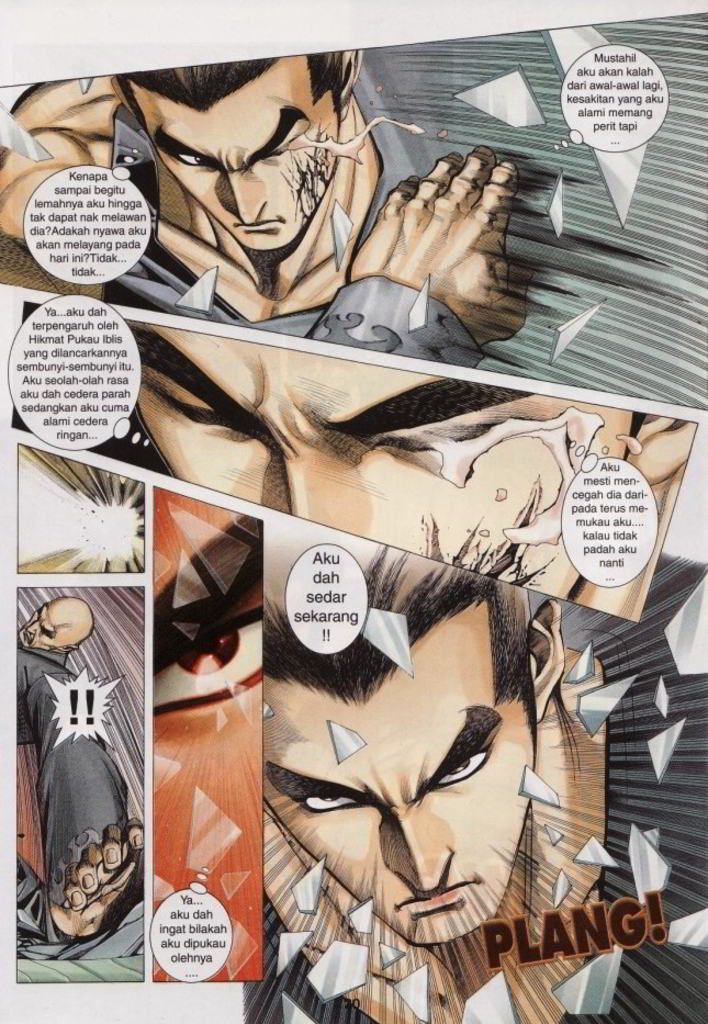 Mustahil
aku akan kalah
dari awal-awal lagi,
kesakitan yang aku
alami memang
perit tapi
...
Kenapa
sampai begitu
lemahnya aku hingga
tak dapat nak melawan
dia?Adakah nyawa aku
akan melayang pada
hari ini?Tidak...
tidak...
Ya...aku dah
terpengaruh oleh
Hikmat Pukau Iblis
yang dilancarkannya
sembunyi-sembunyi itu.
Aku seolah-olah rasa
aku dah cedera parah
sedangkan aku cuma
alami cedera
ringan...
Aku
mesti men-
cegah dia dari-
pada terus me-
mukau aku....
kalau tidak
padah aku
nanti
...
!!
Ya...
aku dah
ingat bilakah
aku dipukau
olehnya
....
Aku
dah
sedar
sekarang
!!
PLANG!